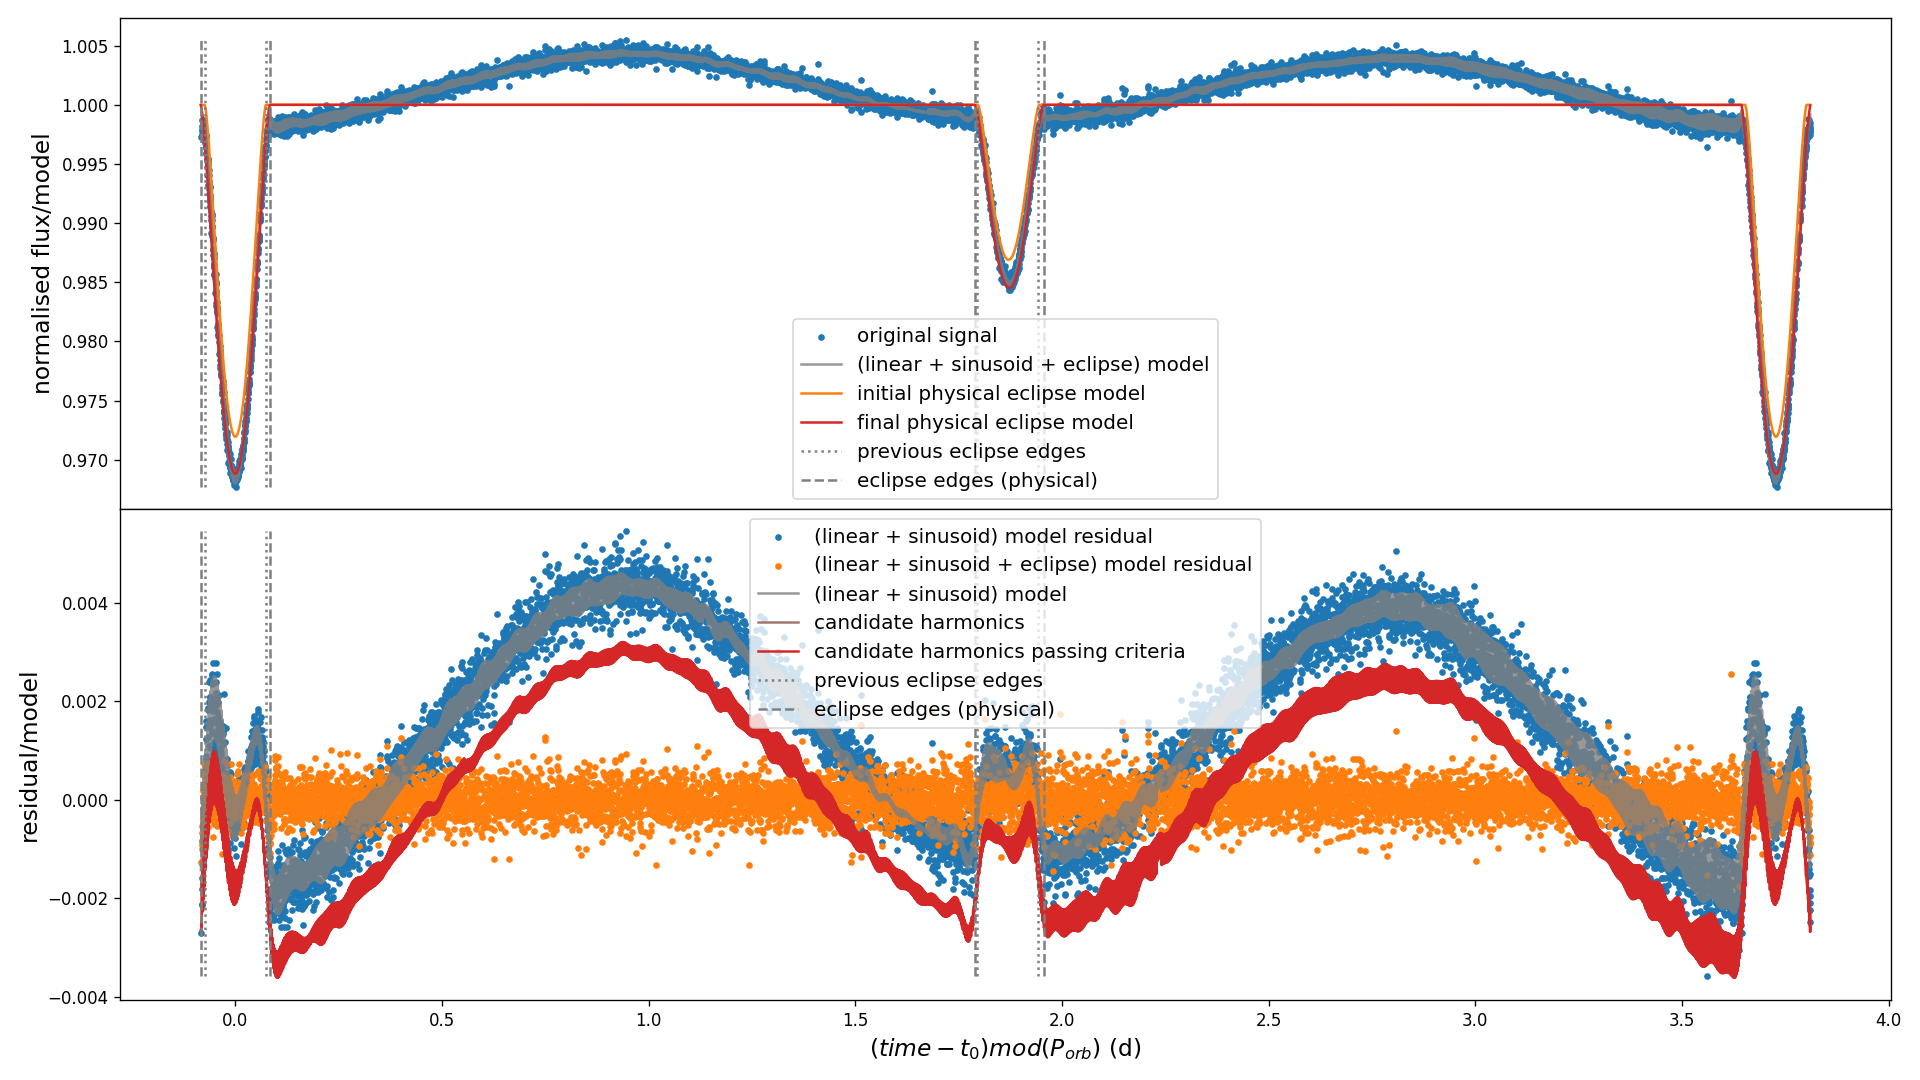 normalised flux/model
1.005
1.000
0.995
0.990
0.985
0.980
0.975
0.970
original signal
(linear + sinusoid + eclipse) model
initial physical eclipse model
final physical eclipse model
previous eclipse edges
eclipse edges (physical)
residual/model
0.004
0.002
0.000
−0.002
−0.004
(linear + sinusoid) model residual
(linear + sinusoid + eclipse) model residual
(linear + sinusoid) model
candidate harmonics
candidate harmonics passing criteria
previous eclipse edges
eclipse edges (physical)
0.0 0.5 1.0 1.5 2.0 2.5 3.0 3.5 4.0
(time − t₀)mod(P_orb) (d)